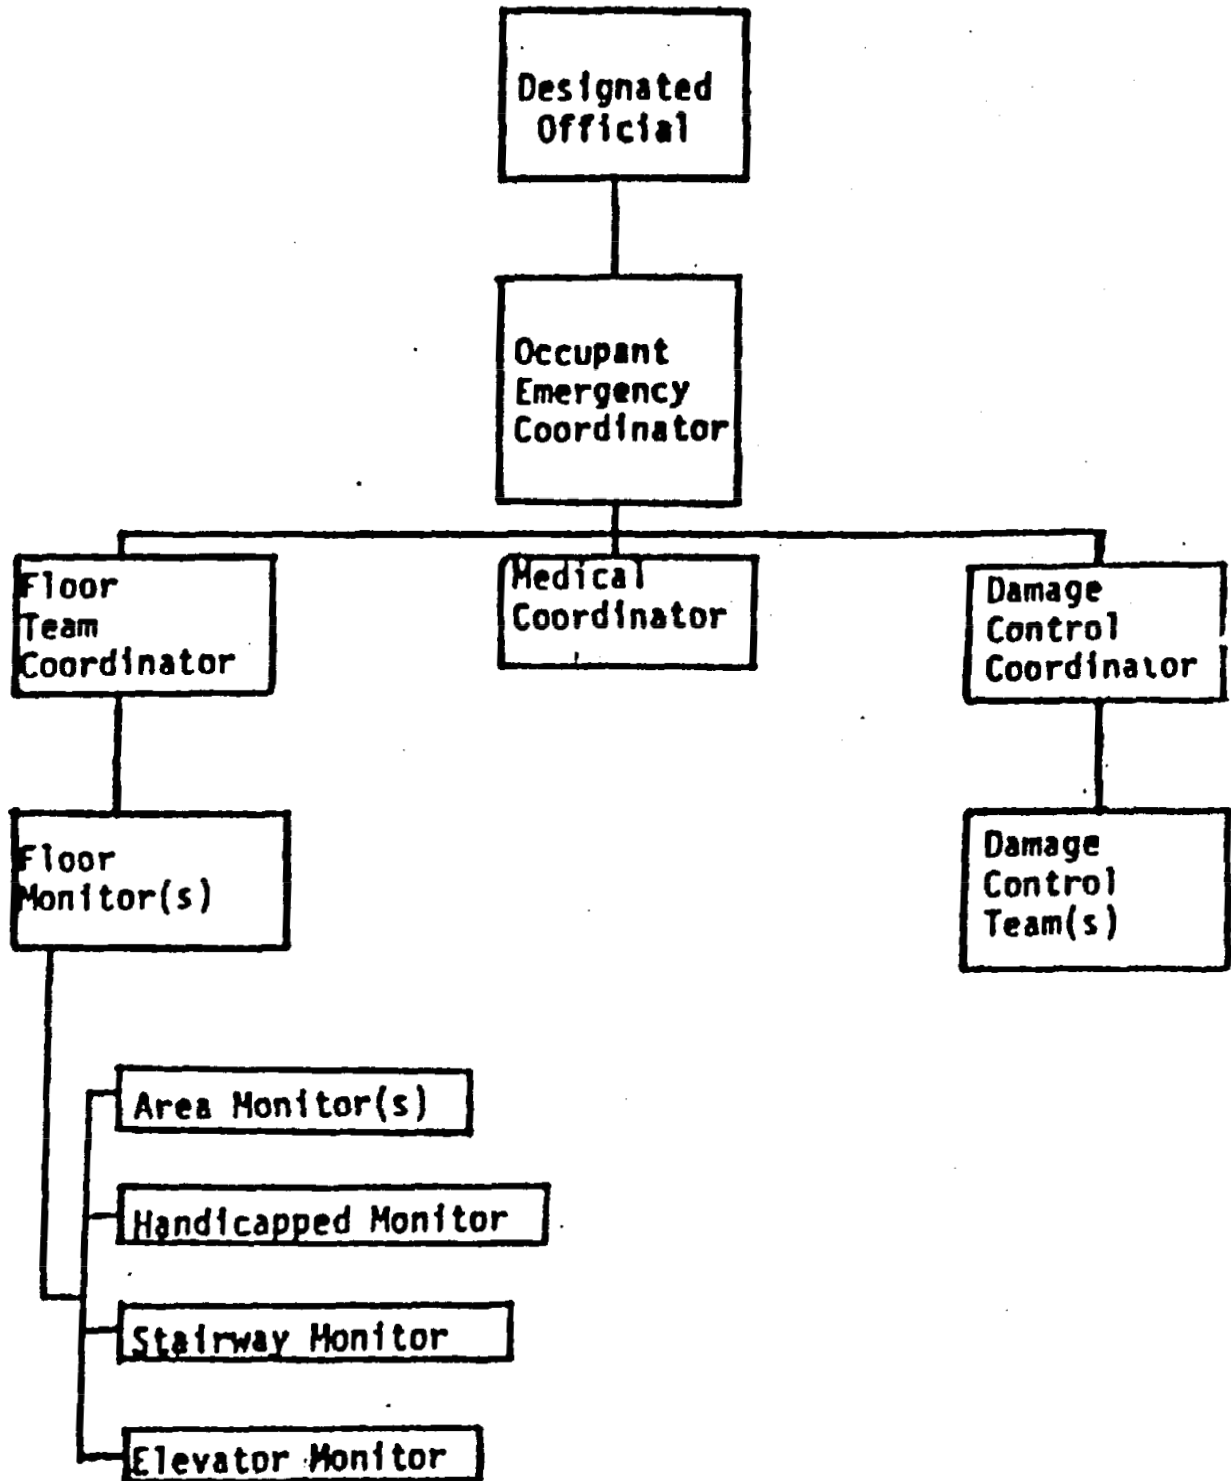 Designated
Official
Occupant
Emergency
Coordinator
Floor
Team
Coordinator
Medical
Coordinator
Damage
Control
Coordinator
Floor
Monitor(s)
Damage
Control
Team(s)
Area Monitor(s)
Handicapped Monitor
Stairway Monitor
Elevator Monitor